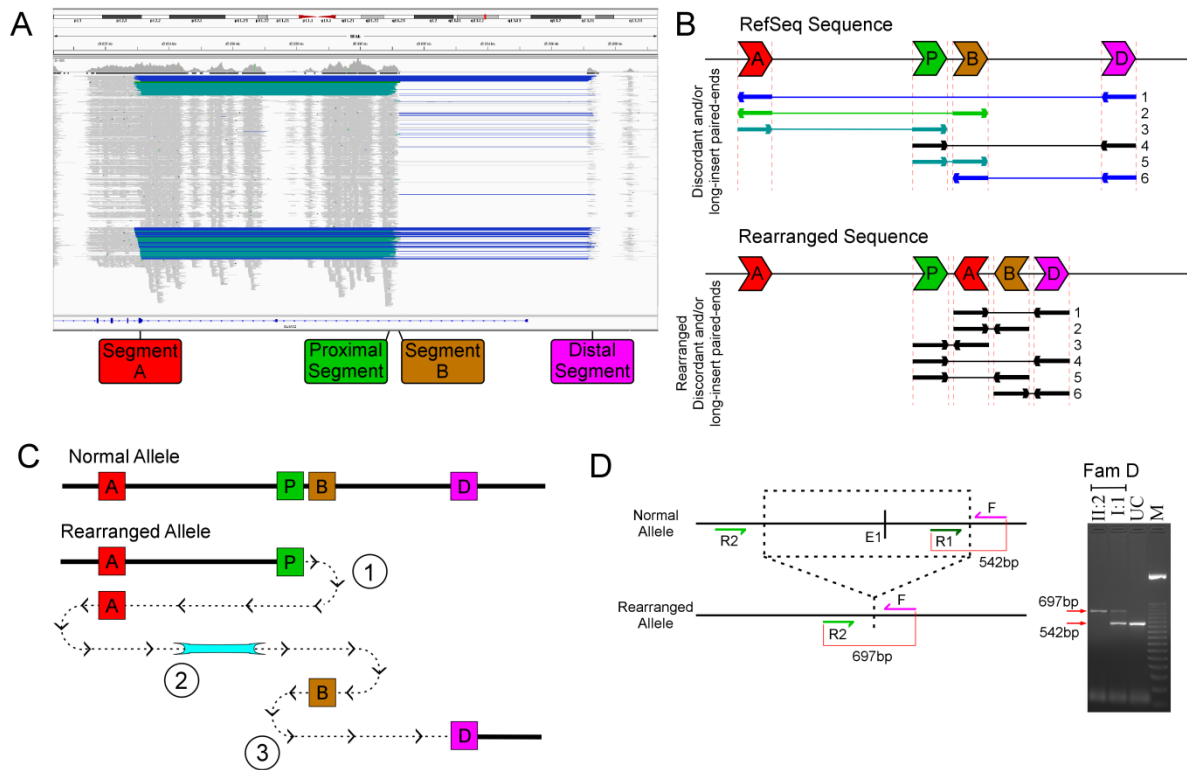 A
Segment
A
Proximal
Segment
Segment
B
Distal
Segment
B
RefSeq Sequence
A
P
B
D
Discordant and/or
long-insert paired-ends
1
2
3
4
5
6
Rearranged Sequence
A
P
A
B
D
Rearranged
Discordant and/or
long-insert paired-ends
1
2
3
4
5
6
C
Normal Allele
A
P
B
D
Rearranged Allele
A
P
1
A
2
B
3
D
D
Normal
Allele
R2
E1
R1
F
542bp
Rearranged
Allele
R2
F
697bp
Fam D
II:2
I:1
UC
M
697bp
542bp